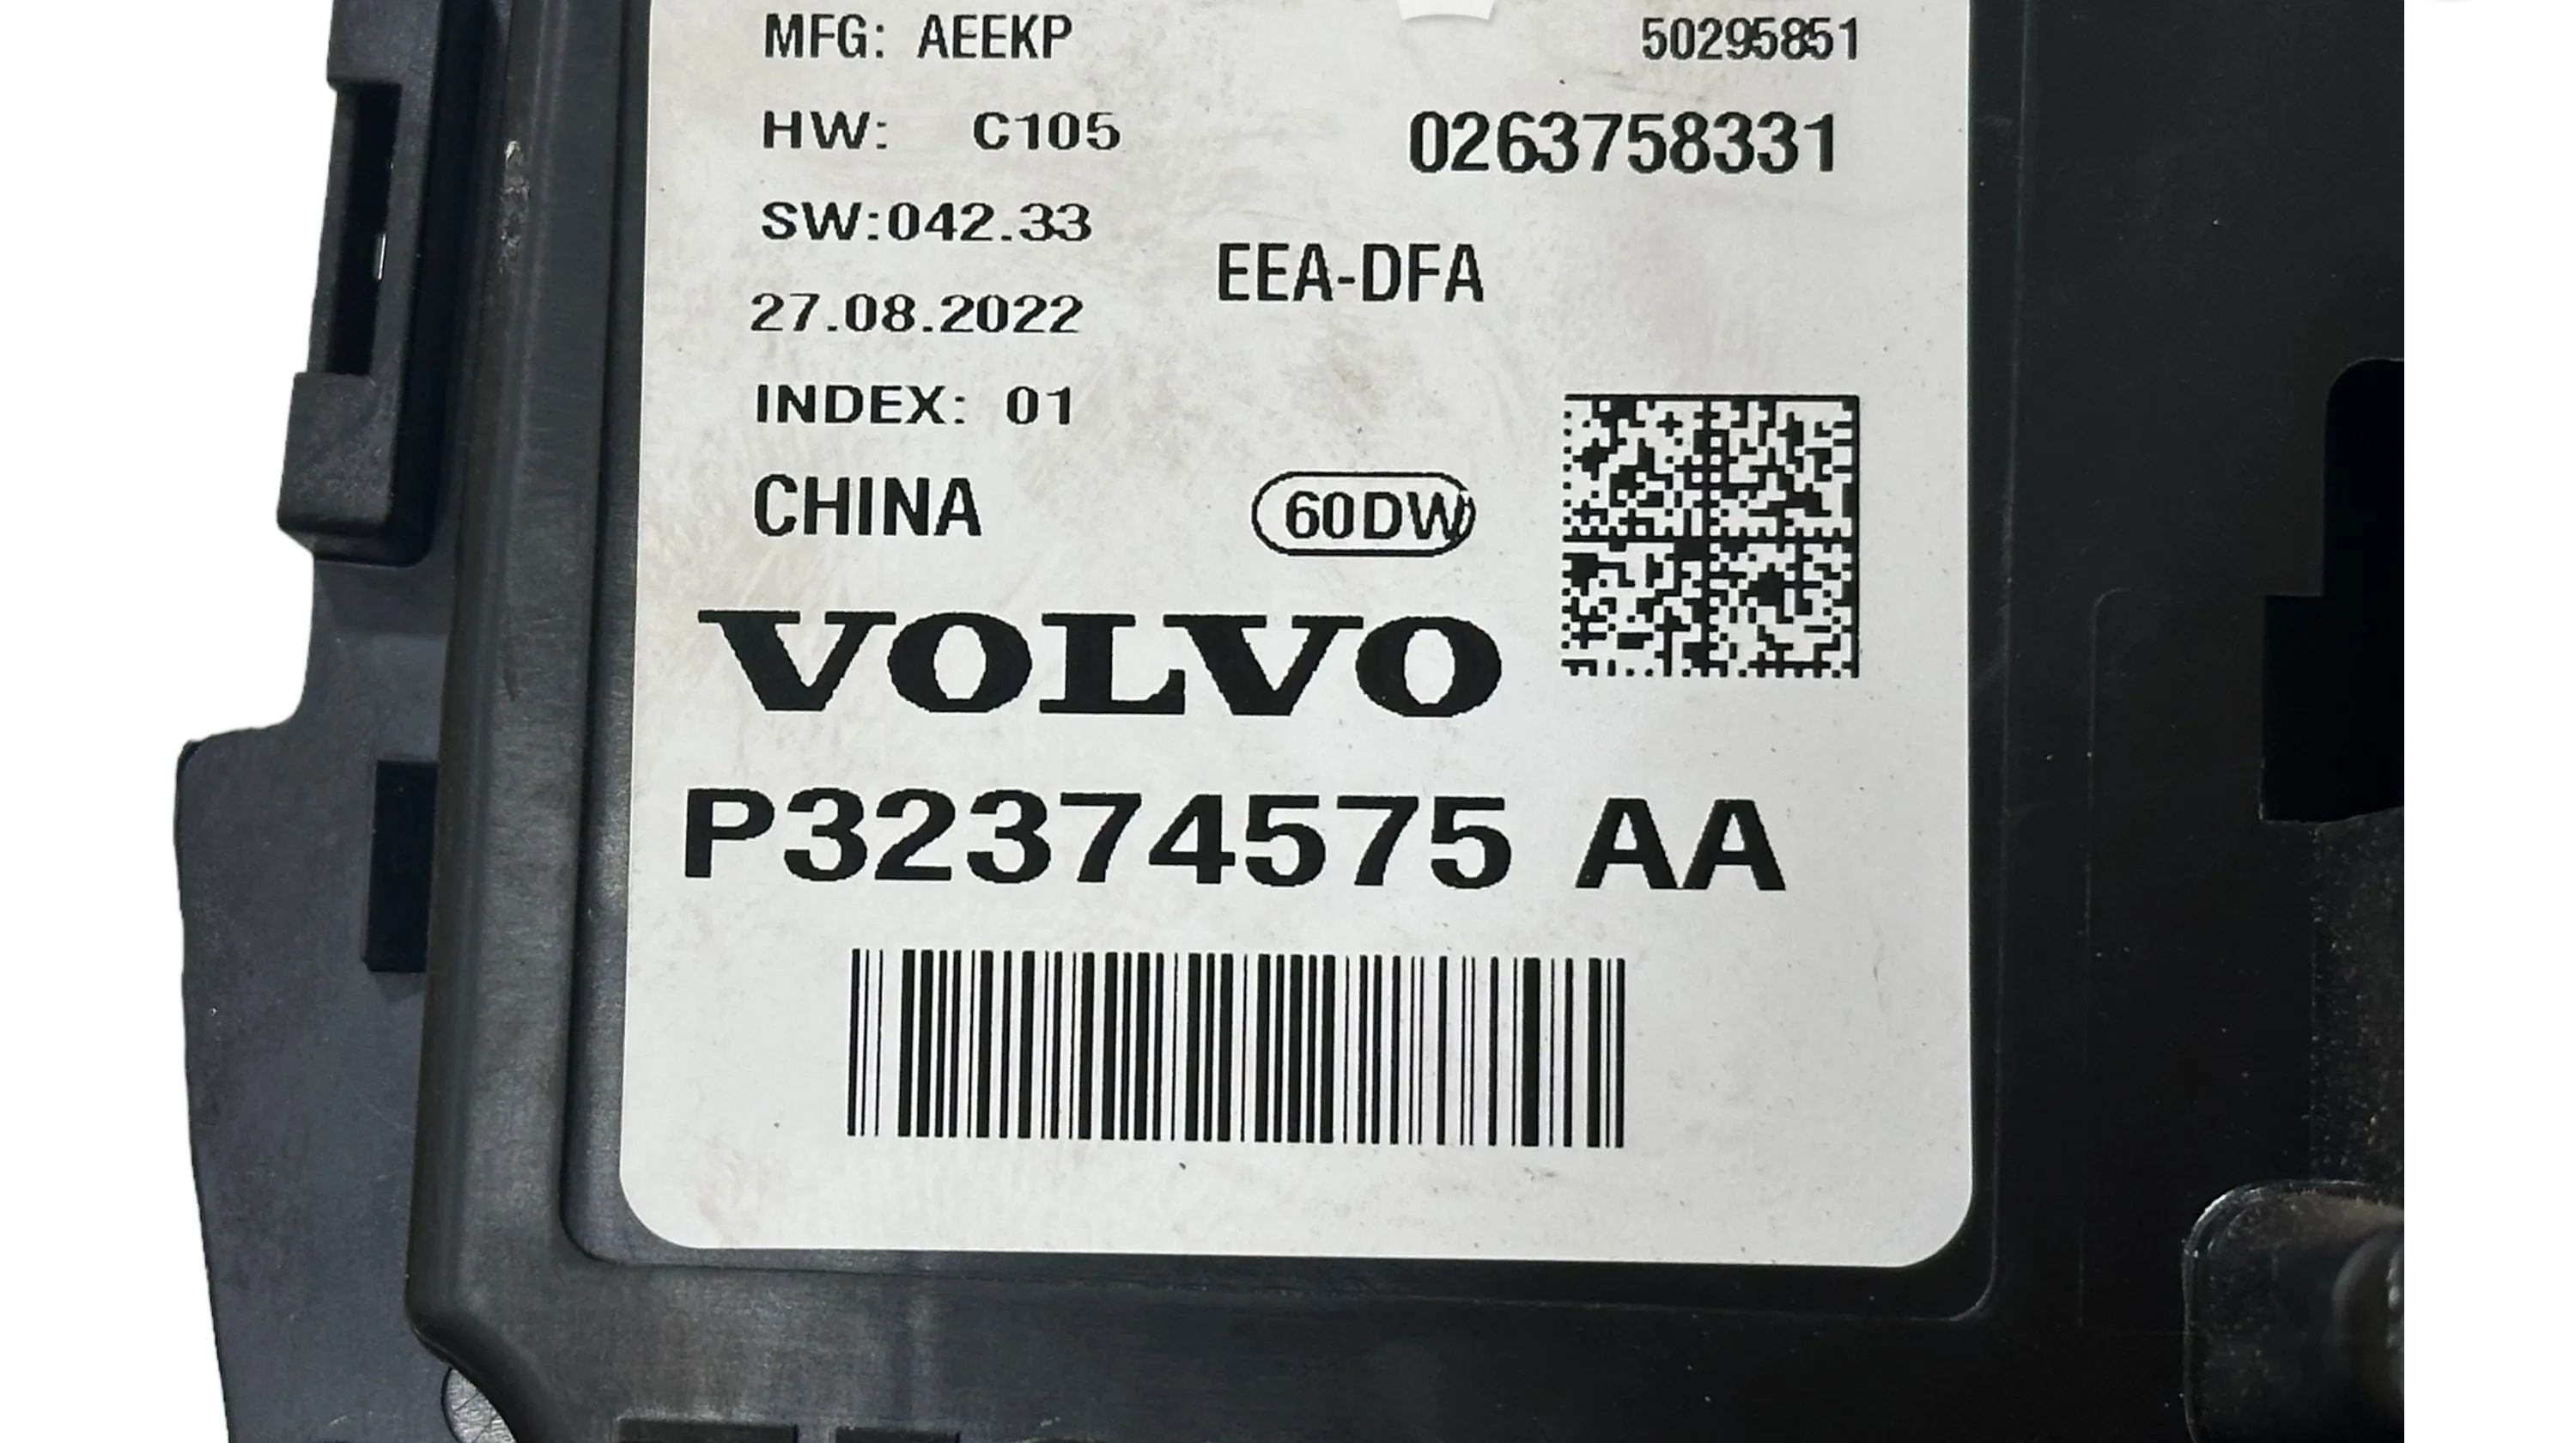 MFG: AEEKP 50295851
HW: C105 0263758331
SW:042.33
EEA-DFA
27.08.2022
INDEX: 01
CHINA 60DW
VOLVO
P32374575 AA